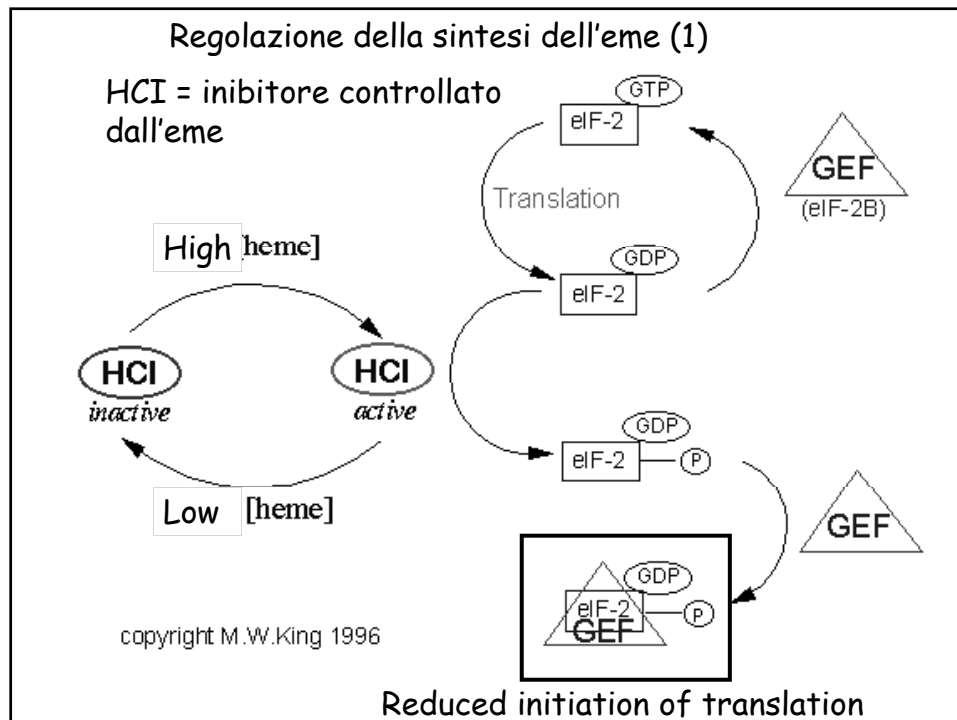 Regolazione della sintesi dell'eme (1)
HCI = inibitore controllato
dall'eme
GTP
eIF-2
GEF
(eIF-2B)
Translation
High [heme]
GDP
eIF-2
HCI
inactive
HCI
active
GDP
eIF-2
P
Low [heme]
GEF
GDP
eIF-2
P
GEF
copyright M.W.King 1996
Reduced initiation of translation